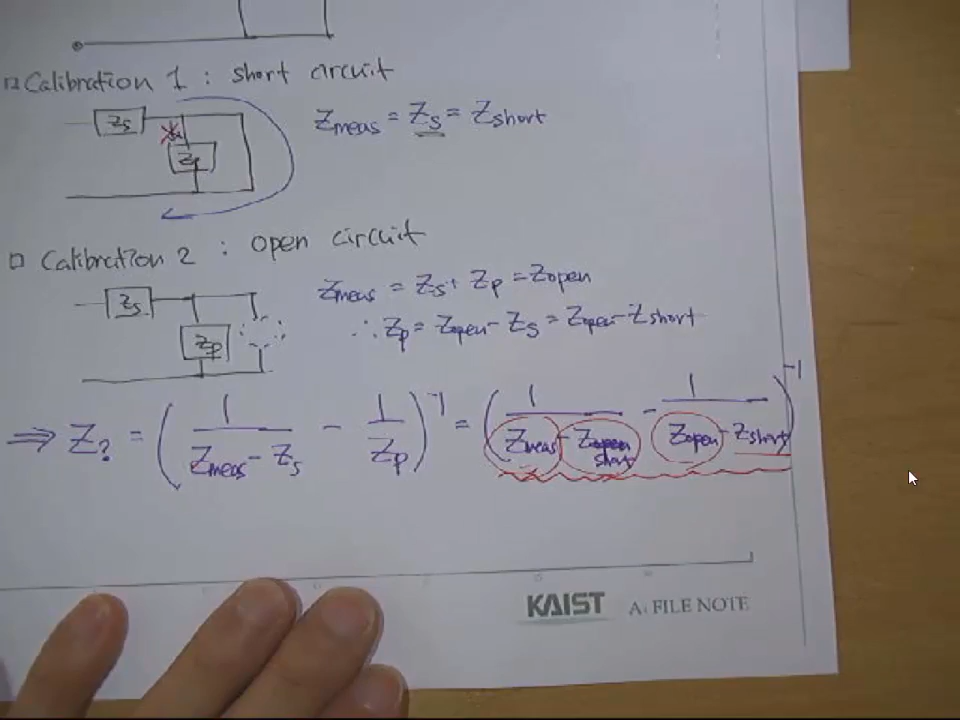 □ Calibration 1 : short circuit
Zs
Zp
Zmeas = Zs = Zshort
□ Calibration 2 : open circuit
Zs
Zp
Zmeas = Zs + Zp = Zopen
∴ Zp = Zopen - Zs = Zopen - Zshort
⇒ Z? = (1/(Zmeas - Zs) - 1/Zp)^-1 = (1/(Zmeas - Zshort) - 1/(Zopen - Zshort))^-1
KAIST A4 FILE NOTE